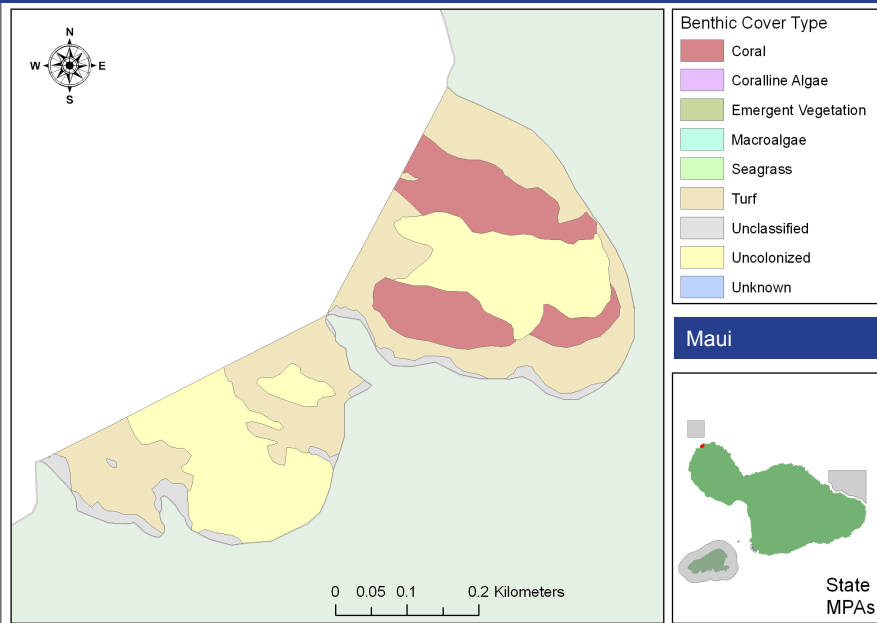 N
W E
S
0 0.05 0.1 0.2 Kilometers
Benthic Cover Type
Coral
Coralline Algae
Emergent Vegetation
Macroalgae
Seagrass
Turf
Unclassified
Uncolonized
Unknown
Maui
State
MPAs